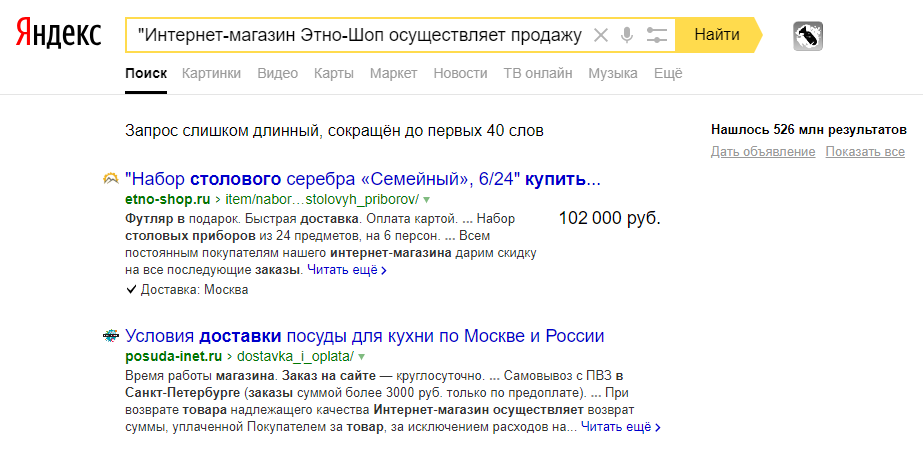 Яндекс
"Интернет-магазин Этно-Шоп осуществляет продажу
Найти
Поиск Картинки Видео Карты Маркет Новости ТВ онлайн Музыка Ещё
Запрос слишком длинный, сокращён до первых 40 слов
Нашлось 526 млн результатов
Дать объявление Показать все
"Набор столового серебра «Семейный», 6/24" купить...
etno-shop.ru › item/nabor…stolovyh_priborov/
Футляр в подарок. Быстрая доставка. Оплата картой. ... Набор
столовых приборов из 24 предметов, на 6 персон. ... Всем
постоянным покупателям нашего интернет-магазина дарим скидку
на все последующие заказы. Читать ещё ›
102 000 руб.
Доставка: Москва
Условия доставки посуды для кухни по Москве и России
posuda-inet.ru › dostavka_i_oplata/
Время работы магазина. Заказ на сайте — круглосуточно. ... Самовывоз с ПВЗ в
Санкт-Петербурге (заказы суммой более 3000 руб. только по предоплате). ... При
возврате товара надлежащего качества Интернет-магазин осуществляет возврат
суммы, уплаченной Покупателем за товар, за исключением расходов на... Читать ещё ›